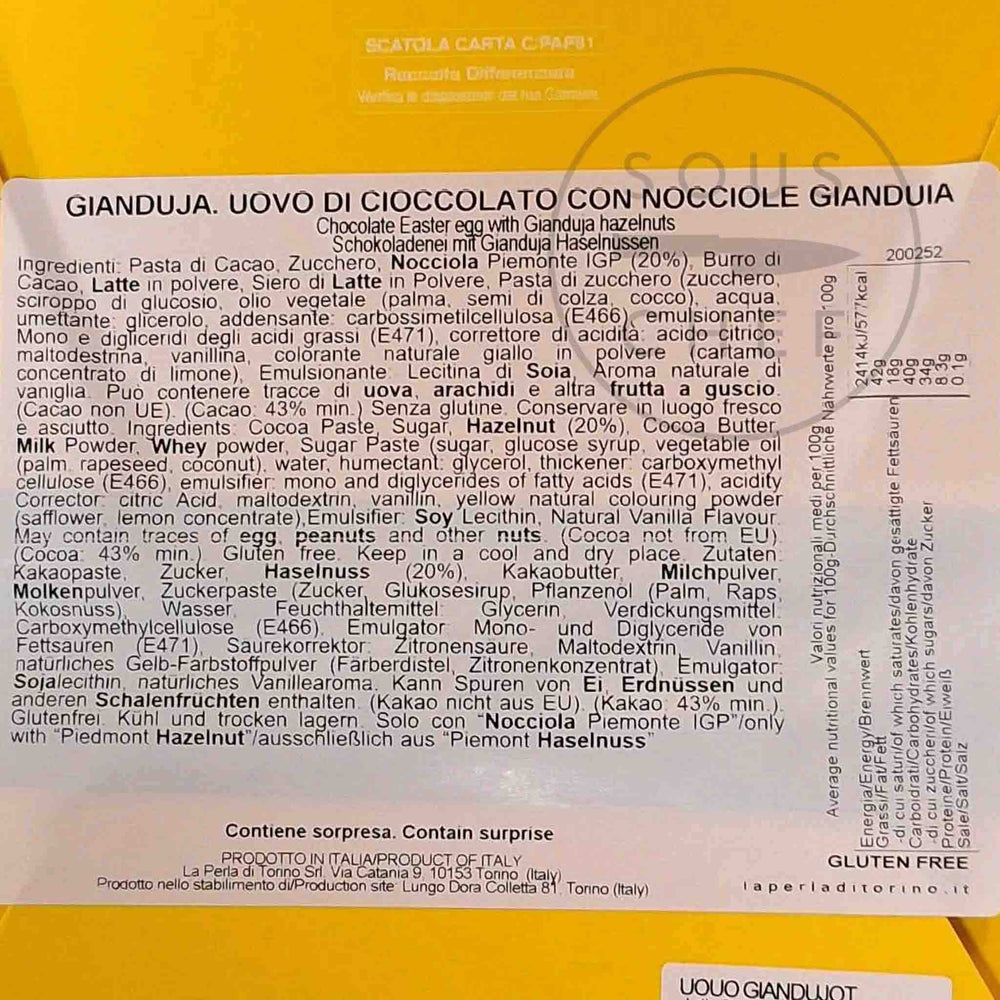 SCATOLA CARTA C/PAP81
Raccolta Differenziata
Verifica le disposizioni del tuo Comune
SOUS
CHEF
GIANDUJA. UOVO DI CIOCCOLATO CON NOCCIOLE GIANDUIA
Chocolate Easter egg with Gianduja hazelnuts
Schokoladenei mit Gianduja Haselnüssen
Ingredienti: Pasta di Cacao, Zucchero, Nocciola Piemonte IGP (20%), Burro di
Cacao, Latte in polvere, Siero di Latte in Polvere, Pasta di zucchero (zucchero,
sciroppo di glucosio, olio vegetale (palma, semi di colza, cocco), acqua,
umettante: glicerolo, addensante: carbossimetilcellulosa (E466), emulsionante:
Mono e digliceridi degli acidi grassi (E471), correttore di acidità: acido citrico,
maltodestrina, vanillina, colorante naturale giallo in polvere (cartamo,
concentrato di limone), Emulsionante: Lecitina di Soia, Aroma naturale di
vaniglia. Può contenere tracce di uova, arachidi e altra frutta a guscio.
(Cacao non UE). (Cacao: 43% min.) Senza glutine. Conservare in luogo fresco
e asciutto. Ingredients: Cocoa Paste, Sugar, Hazelnut (20%), Cocoa Butter,
Milk Powder, Whey powder, Sugar Paste (sugar, glucose syrup, vegetable oil
(palm, rapeseed, coconut), water, humectant: glycerol, thickener: carboxymethyl
cellulose (E466), emulsifier: mono and diglycerides of fatty acids (E471), acidity
Corrector: citric Acid, maltodextrin, vanillin, yellow natural colouring powder
(safflower, lemon concentrate),Emulsifier: Soy Lecithin, Natural Vanilla Flavour.
May contain traces of egg, peanuts and other nuts. (Cocoa not from EU).
(Cocoa: 43% min.) Gluten free. Keep in a cool and dry place. Zutaten:
Kakaopaste, Zucker, Haselnuss (20%), Kakaobutter, Milchpulver,
Molkenpulver, Zuckerpaste (Zucker, Glukosesirup, Pflanzenöl (Palm, Raps,
Kokosnuss), Wasser, Feuchthaltemittel: Glycerin, Verdickungsmittel:
Carboxymethylcellulose (E466), Emulgator: Mono- und Diglyceride von
Fettsäuren (E471), Säurekorrektor: Zitronensäure, Maltodextrin, Vanillin,
natürliches Gelb-Farbstoffpulver (Färberdistel, Zitronenkonzentrat), Emulgator:
Sojalecithin, natürliches Vanillearoma. Kann Spuren von Ei, Erdnüssen und
anderen Schalenfrüchten enthalten. (Kakao nicht aus EU). (Kakao: 43% min.).
Glutenfrei. Kühl und trocken lagern. Solo con "Nocciola Piemonte IGP"/only
with "Piedmont Hazelnut"/ausschließlich aus "Piemont Haselnuss"
200252
Valori nutrizionali medi per 100g
Average nutritional values for 100g-Durchschnittliche Nährwerte pro100g
Energia/Energy/Brennwert 2414kJ/577kcal
Grassi/Fat/Fett 42g
-di cui saturi/of which saturates/davon gesättigte Fettsäuren 18g
Carboidrati/Carbohydrates/Kohlenhydrate 40g
-di cui zuccheri/of which sugars/davon Zucker 34g
Proteine/Protein/Eiweiß 8.3g
Sale/Salt/Salz 0.1g
GLUTEN FREE
laperladitorino.it
Contiene sorpresa. Contain surprise
PRODOTTO IN ITALIA/PRODUCT OF ITALY
La Perla di Torino Srl. Via Catania 9, 10153 Torino (Italy)
Prodotto nello stabilimento di/Production site: Lungo Dora Colletta 81, Torino (Italy)
UOUO GIANDUJOT